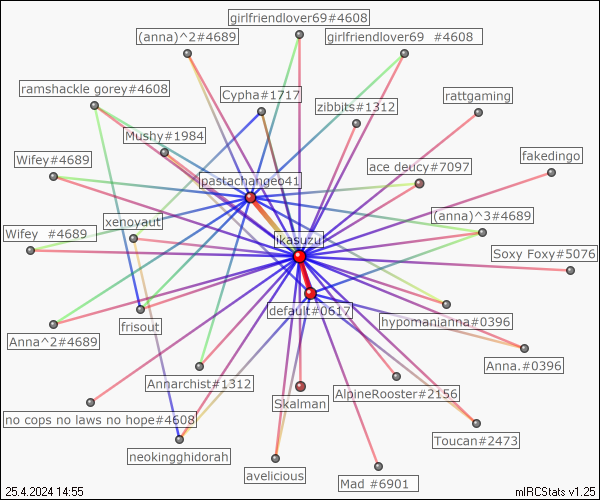 girlfriendlover69#4608
(anna)^2#4689
girlfriendlover69  #4608
ramshackle gorey#4608
Cypha#1717
rattgaming
zibbits#1312
Mushy#1984
Wifey#4689
fakedingo
ace deucy#7097
pastachangeo41
(anna)^3#4689
xenoyaut
Wifey  #4689
ikasuzu
Soxy Foxy#5076
default#0617
hypomanianna#0396
frisout
Anna^2#4689
Anna.#0396
Annarchist#1312
AlpineRooster#2156
Skalman
no cops no laws no hope#4608
Toucan#2473
neokingghidorah
avelicious
Mad #6901
25.4.2024 14:55
mIRCStats v1.25